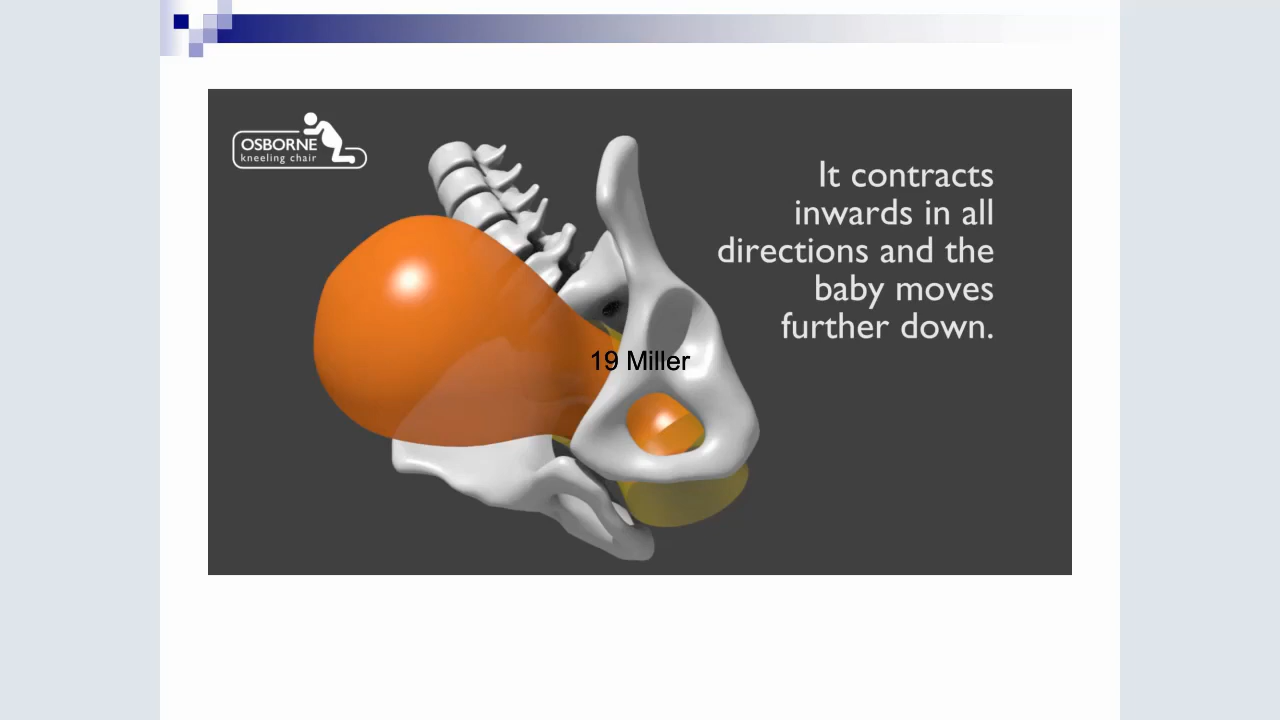 OSBORNE
kneeling chair
It contracts
inwards in all
directions and the
baby moves
further down.
19 Miller